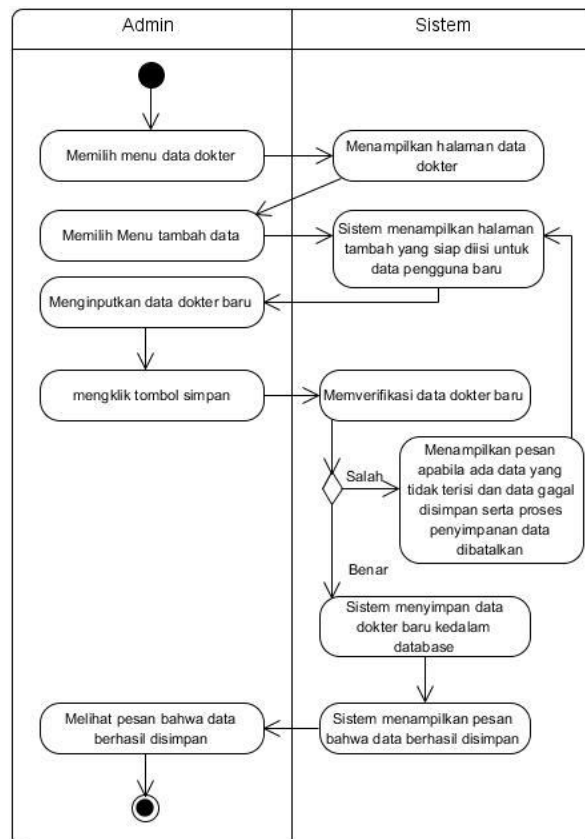 Admin
Sistem
Memilih menu data dokter
Menampilkan halaman data
dokter
Memilih Menu tambah data
Sistem menampilkan halaman
tambah yang siap diisi untuk
data pengguna baru
Menginputkan data dokter baru
mengklik tombol simpan
Memverifikasi data dokter baru
Salah
Menampilkan pesan
apabila ada data yang
tidak terisi dan data gagal
disimpan serta proses
penyimpanan data
dibatalkan
Benar
Sistem menyimpan data
dokter baru kedalam
database
Melihat pesan bahwa data
berhasil disimpan
Sistem menampilkan pesan
bahwa data berhasil disimpan